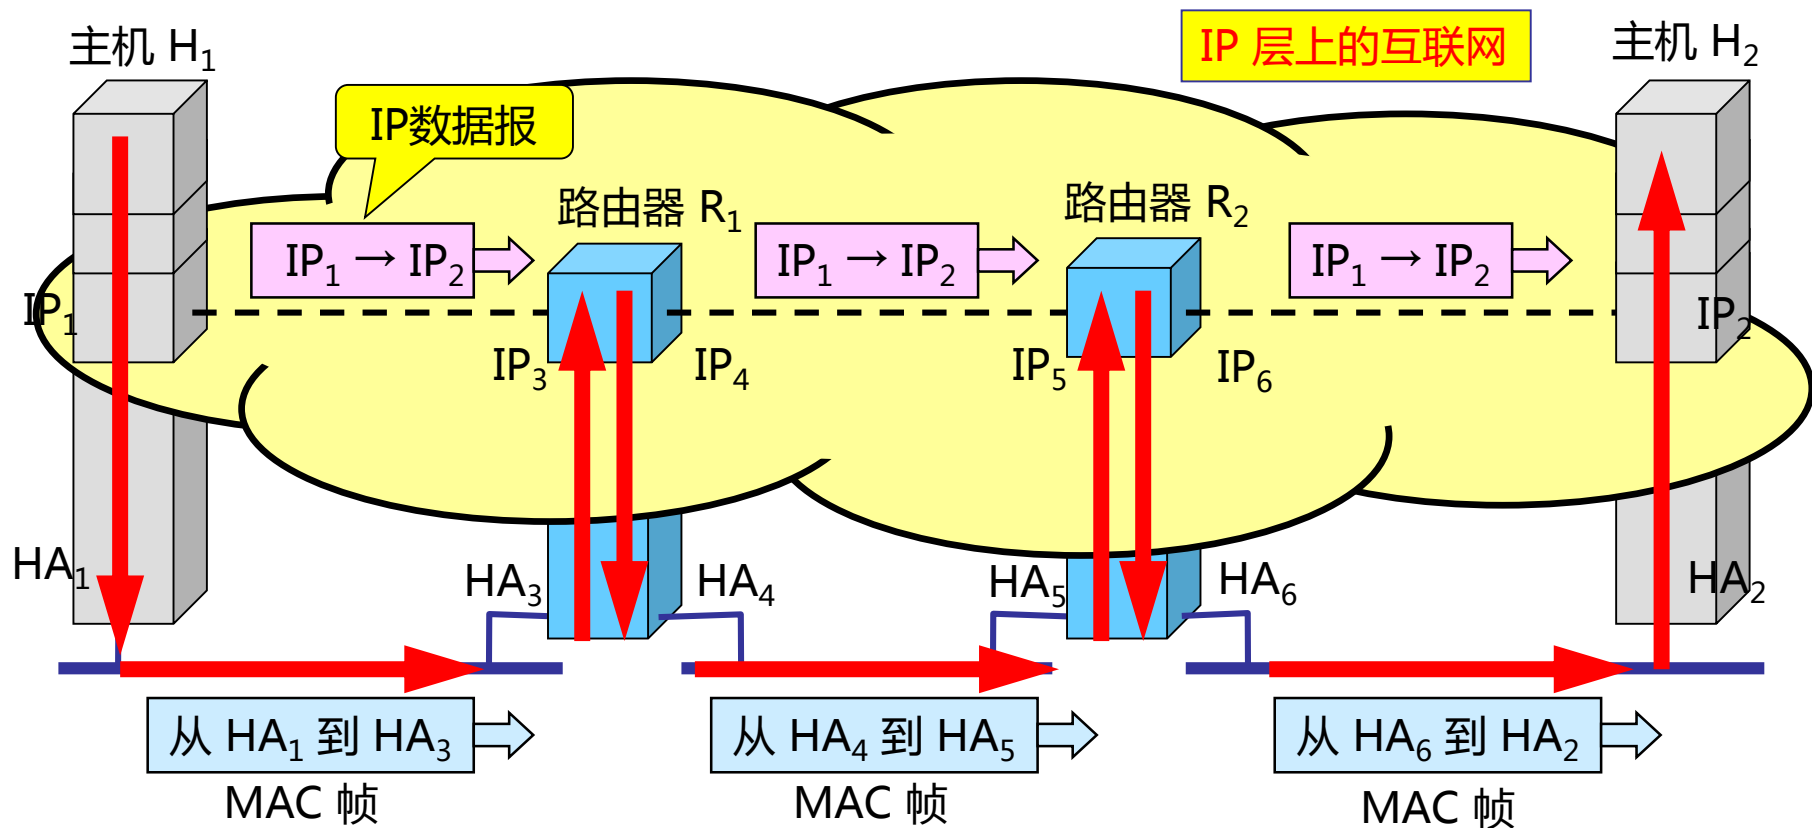 主机 H₁
IP 层上的互联网
主机 H₂
IP数据报
路由器 R₁
路由器 R₂
IP₁ → IP₂
IP₁ → IP₂
IP₁ → IP₂
IP₁
IP₂
IP₃
IP₄
IP₅
IP₆
HA₁
HA₃
HA₄
HA₅
HA₆
HA₂
从 HA₁ 到 HA₃
从 HA₄ 到 HA₅
从 HA₆ 到 HA₂
MAC 帧
MAC 帧
MAC 帧